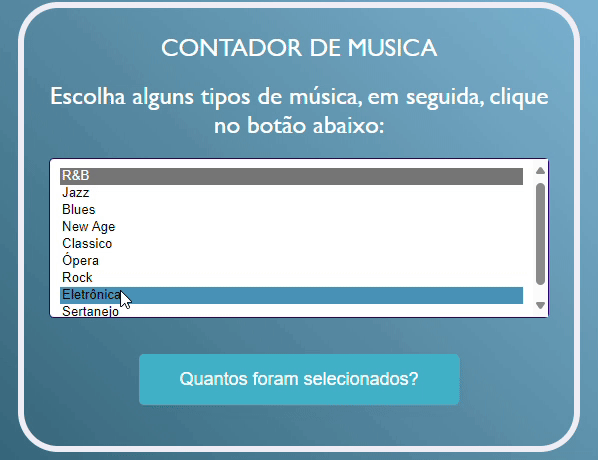 CONTADOR DE MUSICA
Escolha alguns tipos de música, em seguida, clique
no botão abaixo:
R&B
Jazz
Blues
New Age
Classico
Ópera
Rock
Eletrônica
Sertanejo
Quantos foram selecionados?